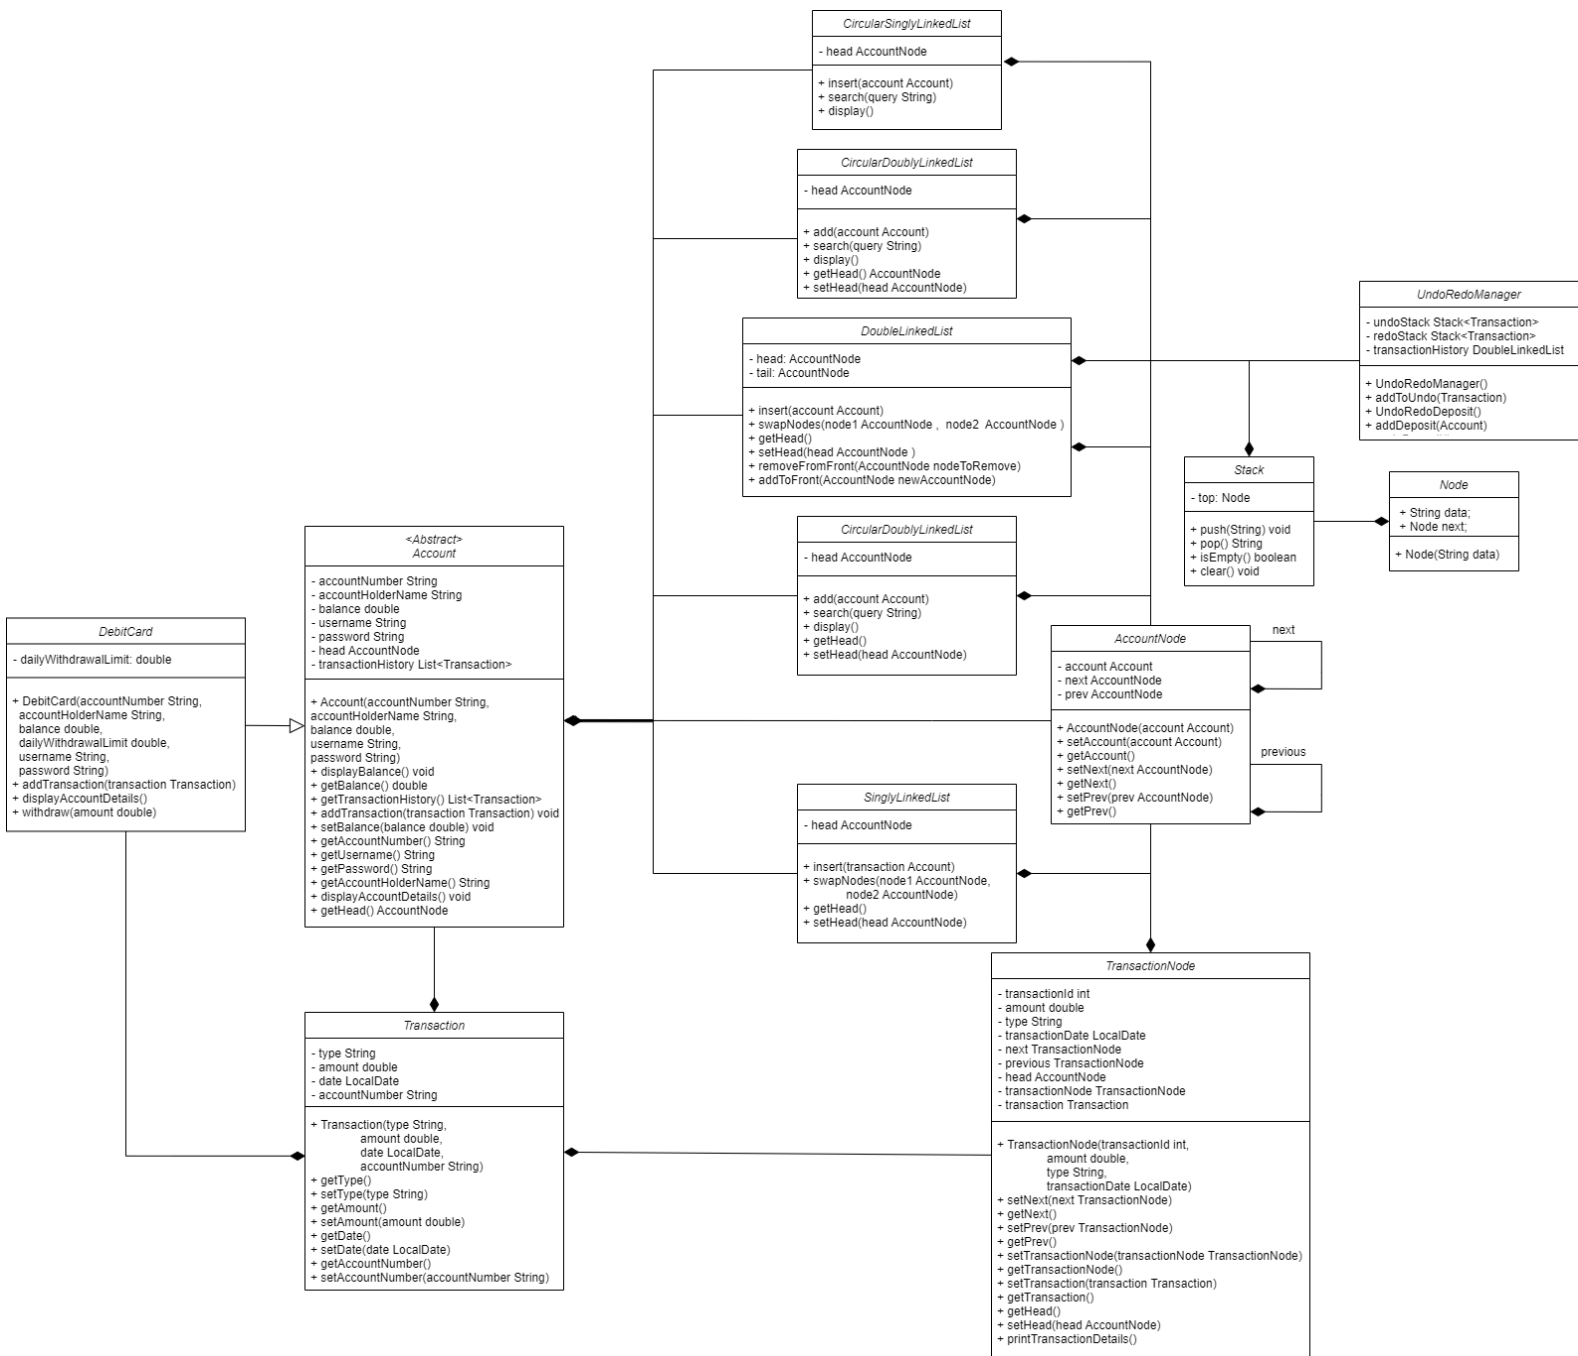 CircularSinglyLinkedList
- head AccountNode
+ insert(account Account)
+ search(query String)
+ display()
CircularDoublyLinkedList
- head AccountNode
+ add(account Account)
+ search(query String)
+ display()
+ getHead() AccountNode
+ setHead(head AccountNode)
UndoRedoManager
- undoStack Stack<Transaction>
- redoStack Stack<Transaction>
- transactionHistory DoubleLinkedList
+ UndoRedoManager()
+ addToUndo(Transaction)
+ UndoRedoDeposit()
+ addDeposit(Account)
DoubleLinkedList
- head: AccountNode
- tail: AccountNode
+ insert(account Account)
+ swapNodes(node1 AccountNode , node2 AccountNode )
+ getHead()
+ setHead(head AccountNode )
+ removeFromFront(AccountNode nodeToRemove)
+ addToFront(AccountNode newAccountNode)
Stack
- top: Node
+ push(String) void
+ pop() String
+ isEmpty() boolean
+ clear() void
Node
+ String data;
+ Node next;
+ Node(String data)
CircularDoublyLinkedList
- head AccountNode
+ add(account Account)
+ search(query String)
+ display()
+ getHead()
+ setHead(head AccountNode)
<Abstract>
Account
- accountNumber String
- accountHolderName String
- balance double
- username String
- password String
- head AccountNode
- transactionHistory List<Transaction>
+ Account(accountNumber String,
accountHolderName String,
balance double,
username String,
password String)
+ displayBalance() void
+ getBalance() double
+ getTransactionHistory() List<Transaction>
+ addTransaction(transaction Transaction) void
+ setBalance(balance double) void
+ getAccountNumber() String
+ getUsername() String
+ getPassword() String
+ getAccountHolderName() String
+ displayAccountDetails() void
+ getHead() AccountNode
DebitCard
- dailyWithdrawalLimit: double
+ DebitCard(accountNumber String,
accountHolderName String,
balance double,
dailyWithdrawalLimit double,
username String,
password String)
+ addTransaction(transaction Transaction)
+ displayAccountDetails()
+ withdraw(amount double)
AccountNode
- account Account
- next AccountNode
- prev AccountNode
+ AccountNode(account Account)
+ setAccount(account Account)
+ getAccount()
+ setNext(next AccountNode)
+ getNext()
+ setPrev(prev AccountNode)
+ getPrev()
next
previous
SinglyLinkedList
- head AccountNode
+ insert(transaction Account)
+ swapNodes(node1 AccountNode,
node2 AccountNode)
+ getHead()
+ setHead(head AccountNode)
TransactionNode
- transactionId int
- amount double
- type String
- transactionDate LocalDate
- next TransactionNode
- previous TransactionNode
- head AccountNode
- transactionNode TransactionNode
- transaction Transaction
+ TransactionNode(transactionId int,
amount double,
type String,
transactionDate LocalDate)
+ setNext(next TransactionNode)
+ getNext()
+ setPrev(prev TransactionNode)
+ getPrev()
+ setTransactionNode(transactionNode TransactionNode)
+ getTransactionNode()
+ setTransaction(transaction Transaction)
+ getTransaction()
+ getHead()
+ setHead(head AccountNode)
+ printTransactionDetails()
Transaction
- type String
- amount double
- date LocalDate
- accountNumber String
+ Transaction(type String,
amount double,
date LocalDate,
accountNumber String)
+ getType()
+ setType(type String)
+ getAmount()
+ setAmount(amount double)
+ getDate()
+ setDate(date LocalDate)
+ getAccountNumber()
+ setAccountNumber(accountNumber String)